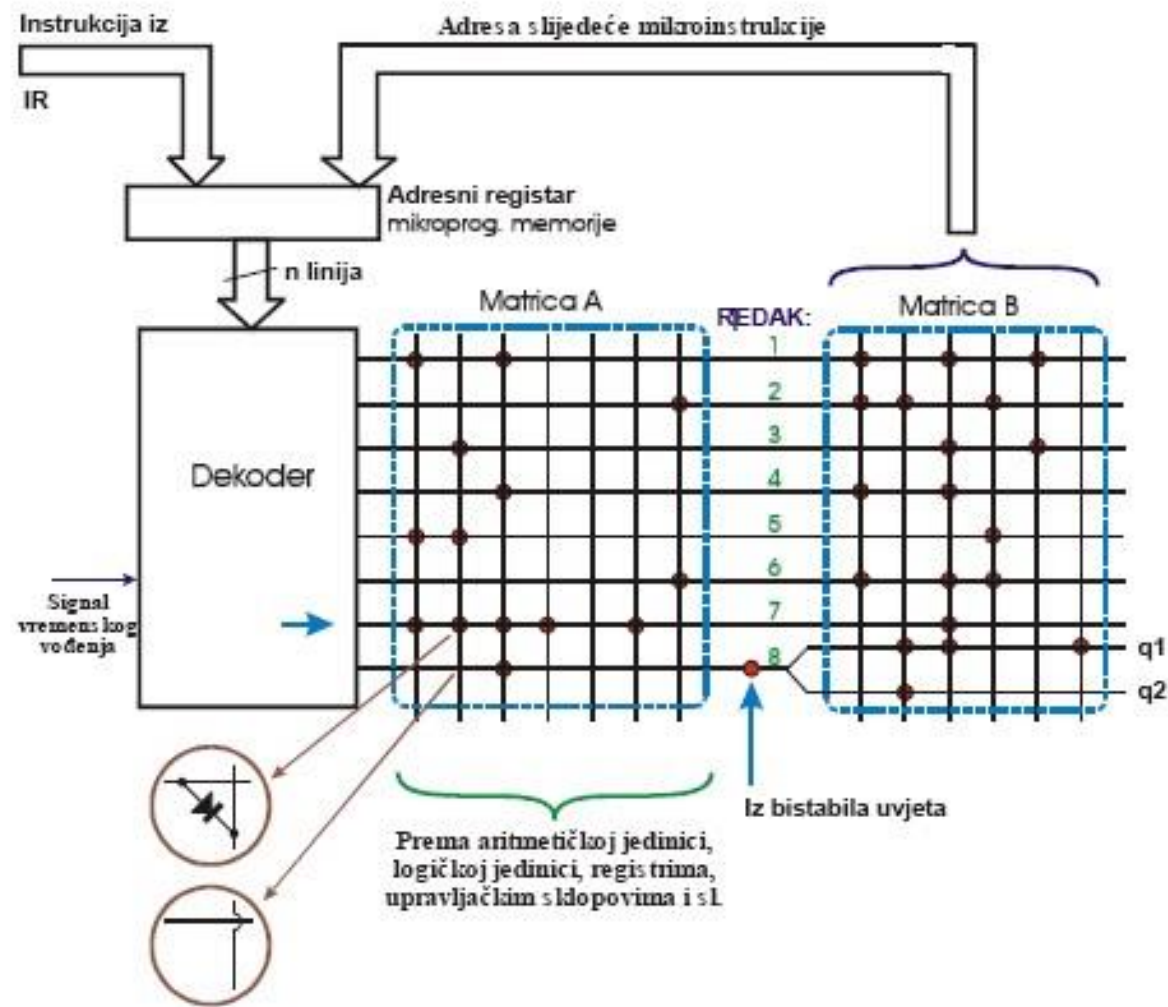 Instrukcija iz
IR
Adresa slijedeće mikroinstrukcije
Adresni registar
mikroprog. memorije
n linija
Matrica A
REDAK:
Matrica B
1
2
3
4
5
6
7
8
Dekoder
Signal
vremenskog
vođenja
q1
q2
Iz bistabila uvjeta
Prema aritmetičkoj jedinici,
logičkoj jedinici, registrima,
upravljačkim sklopovima i sl.